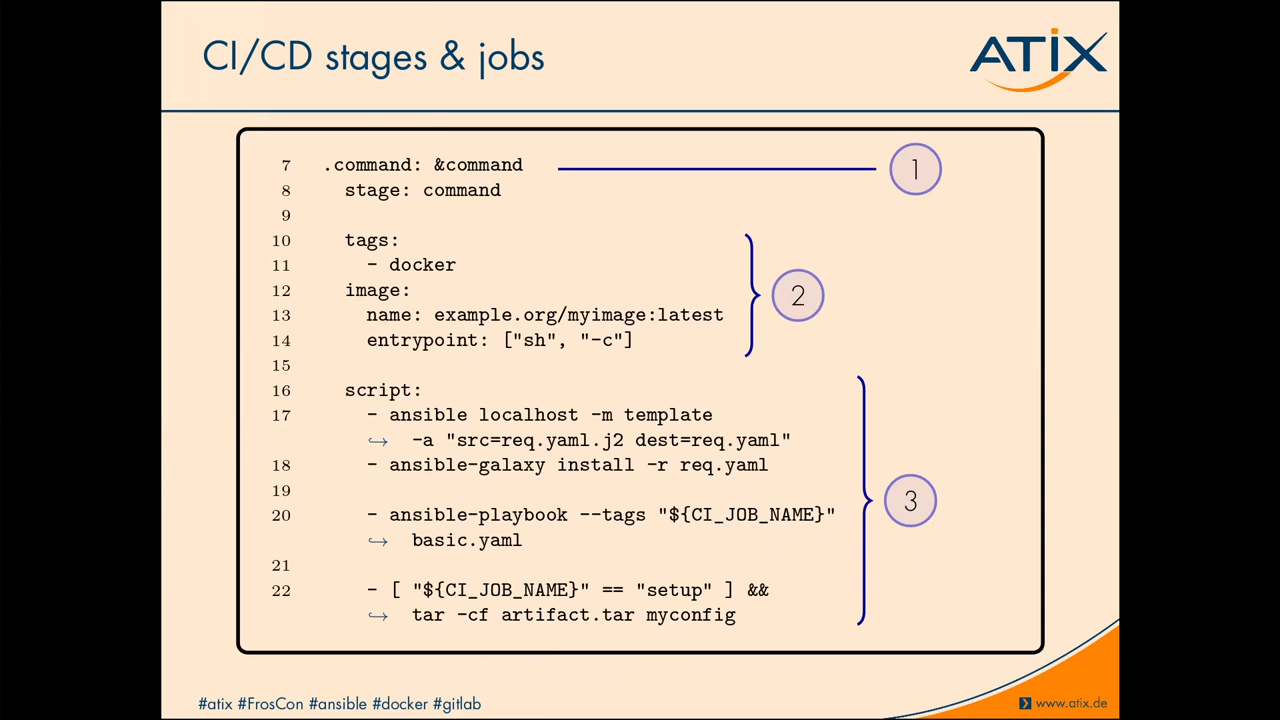 CI/CD stages & jobs
ATiX
7 .command: &command
1
8 stage: command
9
10 tags:
11 - docker
12 image:
2
13 name: example.org/myimage:latest
14 entrypoint: ["sh", "-c"]
15
16 script:
17 - ansible localhost -m template
↪ -a "src=req.yaml.j2 dest=req.yaml"
18 - ansible-galaxy install -r req.yaml
19
3
20 - ansible-playbook --tags "${CI_JOB_NAME}"
↪ basic.yaml
21
22 - [ "${CI_JOB_NAME}" == "setup" ] &&
↪ tar -cf artifact.tar myconfig
#atix #FrosCon #ansible #docker #gitlab
www.atix.de